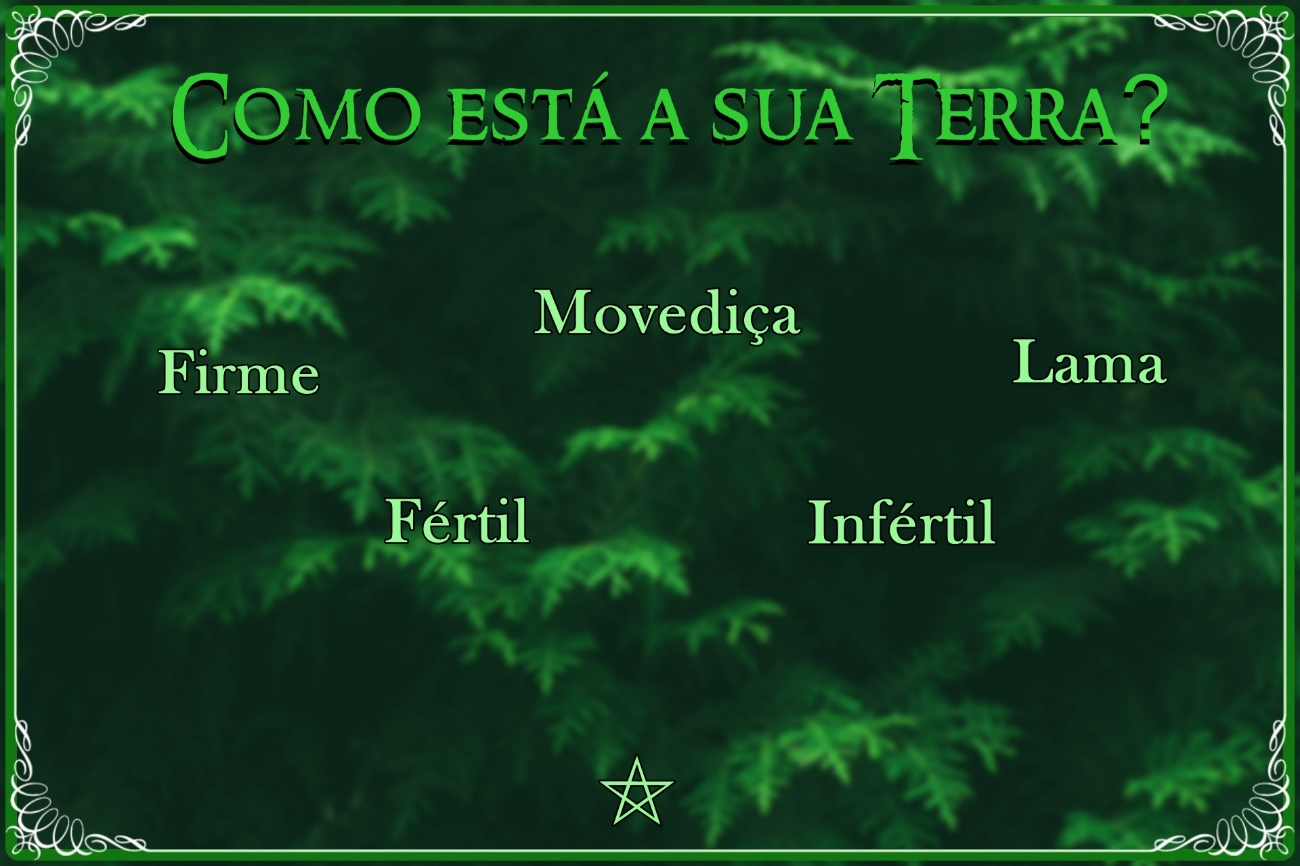 Como está a sua Terra?
Movediça
Firme
Lama
Fértil
Infértil